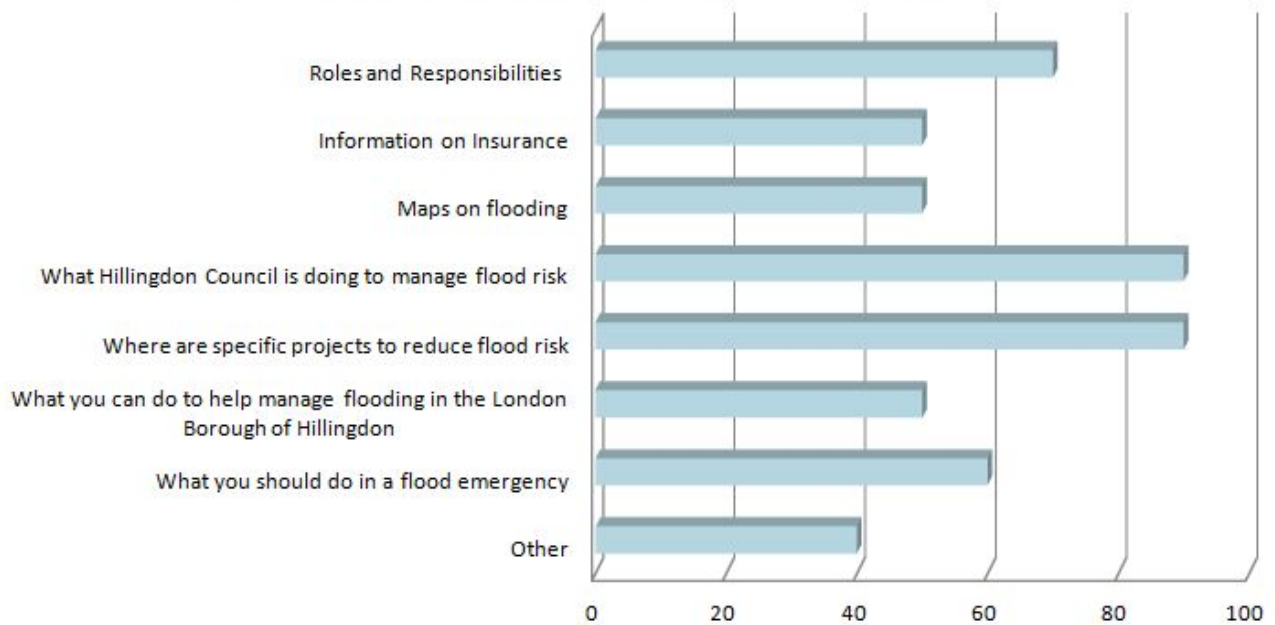 Roles and Responsibilities
Information on Insurance
Maps on flooding
What Hillingdon Council is doing to manage flood risk
Where are specific projects to reduce flood risk
What you can do to help manage flooding in the London
Borough of Hillingdon
What you should do in a flood emergency
Other
0 20 40 60 80 100